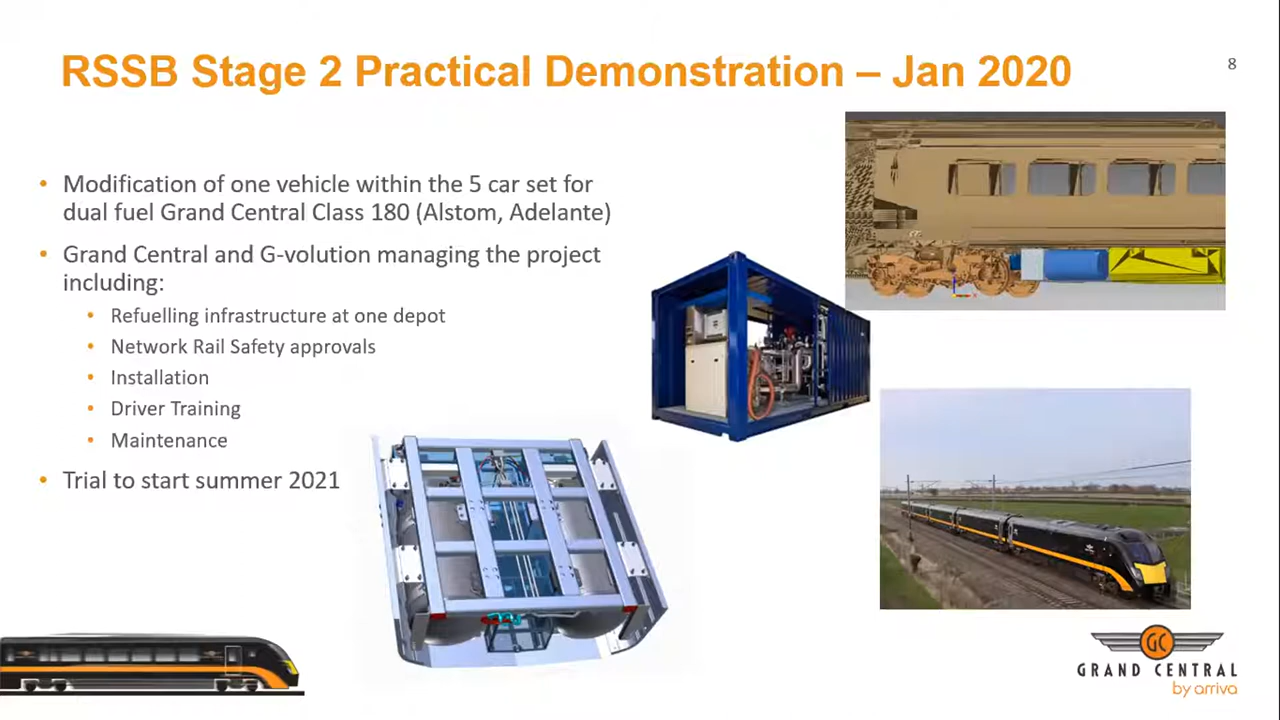 RSSB Stage 2 Practical Demonstration – Jan 2020
8
• Modification of one vehicle within the 5 car set for
dual fuel Grand Central Class 180 (Alstom, Adelante)
• Grand Central and G-volution managing the project
including:
• Refuelling infrastructure at one depot
• Network Rail Safety approvals
• Installation
• Driver Training
• Maintenance
• Trial to start summer 2021
GC
GRAND CENTRAL
by arriva